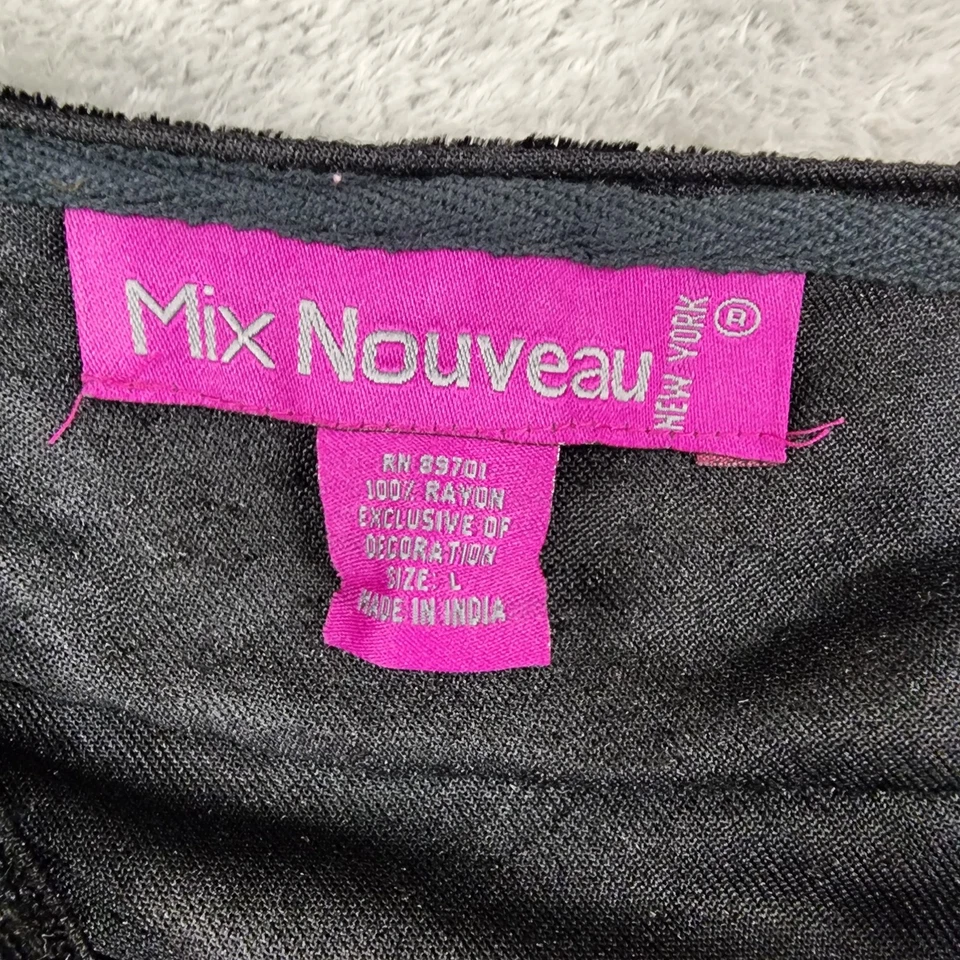 Mix Nouveau
NEW YORK
®
RN 89701
100% RAYON
EXCLUSIVE OF
DECORATION
SIZE: L
MADE IN INDIA